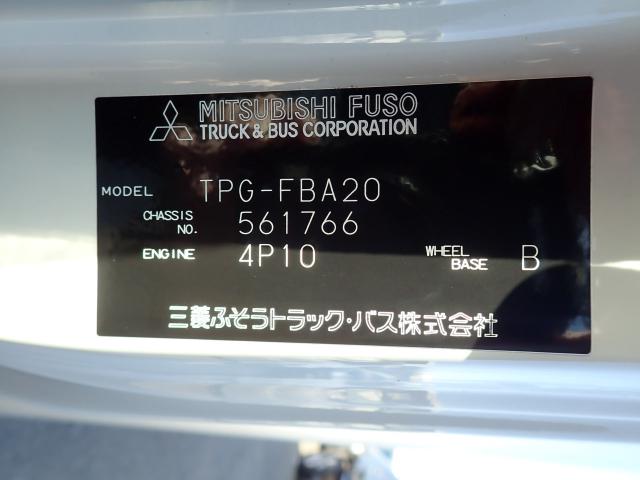 MITSUBISHI FUSO
TRUCK & BUS CORPORATION
MODEL TPG-FBA20
CHASSIS NO. 561766
ENGINE 4P10 WHEEL BASE B
三菱ふそうトラック・バス株式会社